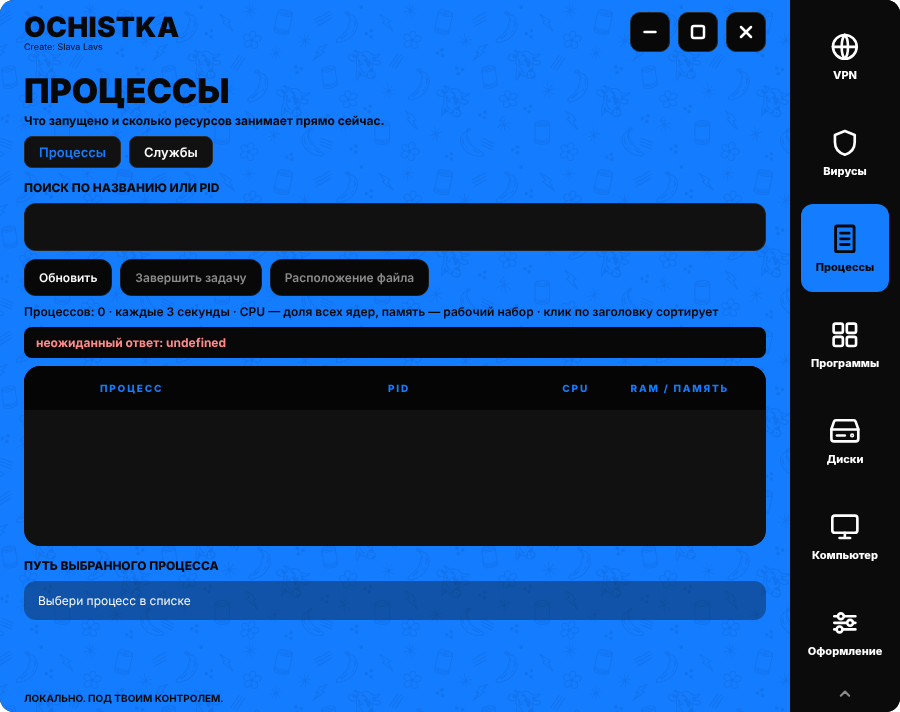 OCHISTKA
Create: Slava Lavs
ПРОЦЕССЫ
Что запущено и сколько ресурсов занимает прямо сейчас.
Процессы
Службы
ПОИСК ПО НАЗВАНИЮ ИЛИ PID
Обновить
Завершить задачу
Расположение файла
Процессов: 0 · каждые 3 секунды · CPU — доля всех ядер, память — рабочий набор · клик по заголовку сортирует
неожиданный ответ: undefined
ПРОЦЕСС PID CPU RAM / ПАМЯТЬ
ПУТЬ ВЫБРАННОГО ПРОЦЕССА
Выбери процесс в списке
ЛОКАЛЬНО. ПОД ТВОИМ КОНТРОЛЕМ.
VPN
Вирусы
Процессы
Программы
Диски
Компьютер
Оформление